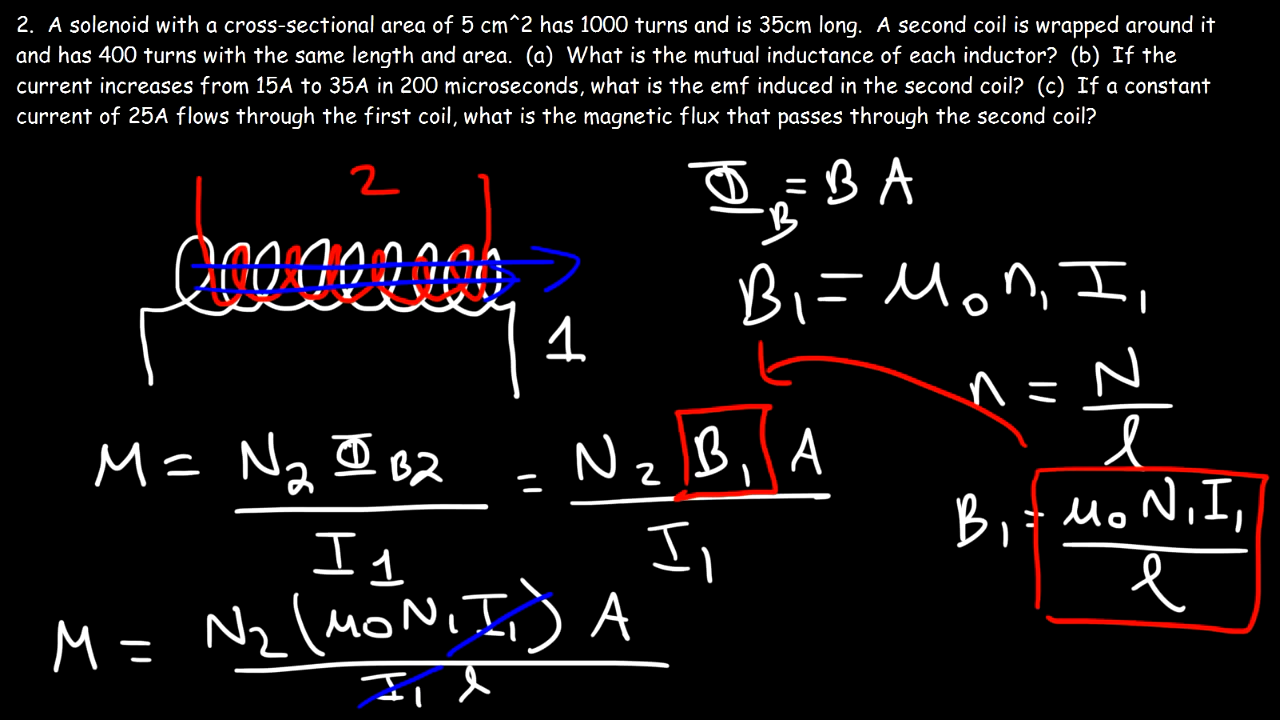 2. A solenoid with a cross-sectional area of 5 cm^2 has 1000 turns and is 35cm long. A second coil is wrapped around it
and has 400 turns with the same length and area. (a) What is the mutual inductance of each inductor? (b) If the
current increases from 15A to 35A in 200 microseconds, what is the emf induced in the second coil? (c) If a constant
current of 25A flows through the first coil, what is the magnetic flux that passes through the second coil?
2
1
Φ_B = B A
B₁ = μ₀ n₁ I₁
n = N / l
M = N₂ Φ_B2 / I₁ = N₂ B₁ A / I₁
B₁ = μ₀ N₁ I₁ / l
M = N₂ (μ₀ N₁ I₁) A / I₁ l